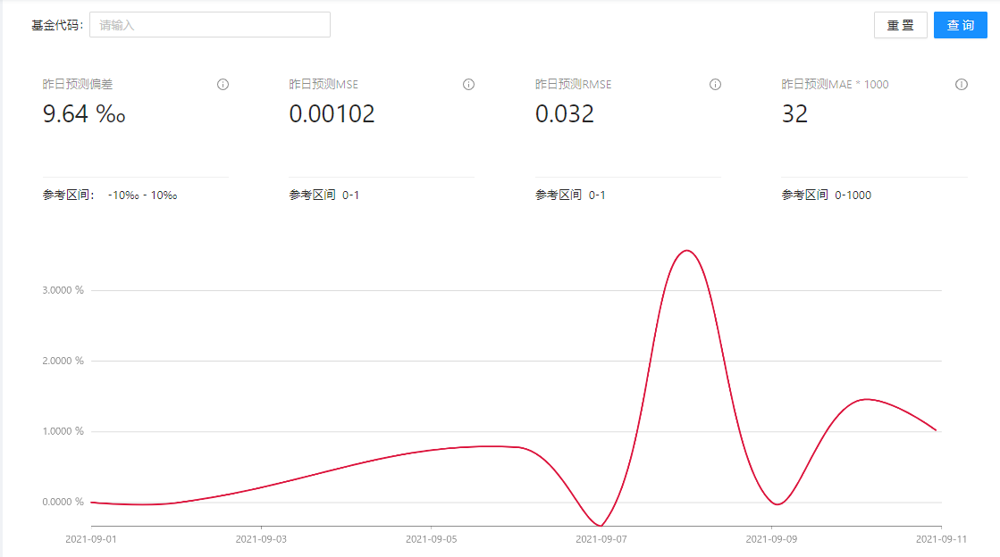 基金代码： 请输入 重 置 查 询
昨日预测偏差 昨日预测MSE 昨日预测RMSE 昨日预测MAE * 1000
9.64 ‰ 0.00102 0.032 32
参考区间： -10‰ - 10‰ 参考区间 0-1 参考区间 0-1 参考区间 0-1000
3.0000 %
2.0000 %
1.0000 %
0.0000 %
2021-09-01 2021-09-03 2021-09-05 2021-09-07 2021-09-09 2021-09-11